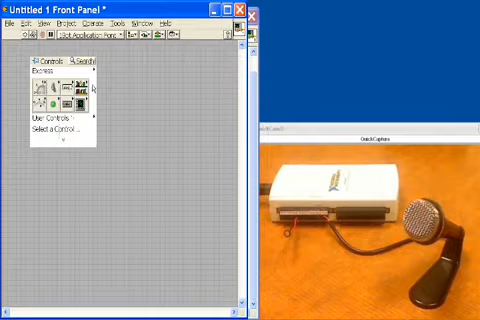 Untitled 1 Front Panel *
File Edit View Project Operate Tools Window Help
13pt Application Font
Controls Search
Express
User Controls
Select a Control...
QuickCapture